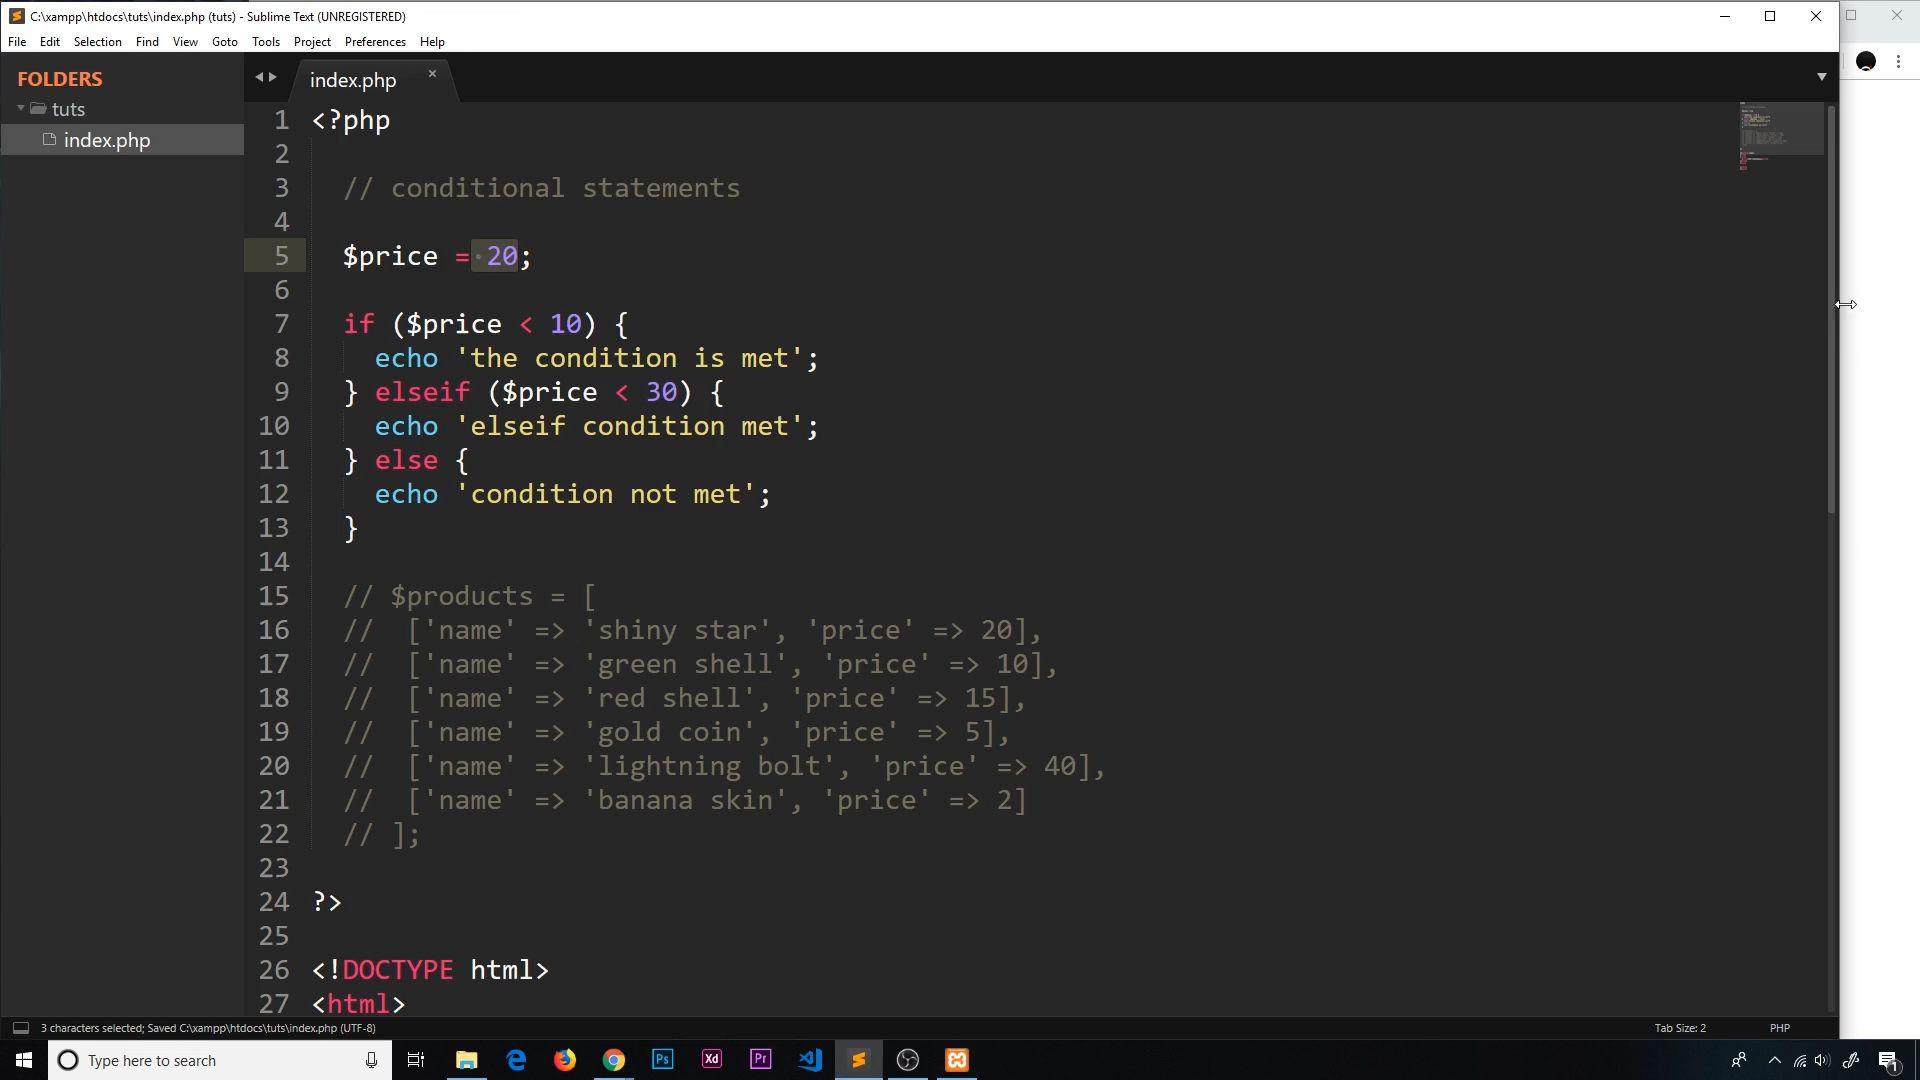 C:\xampp\htdocs\tuts\index.php (tuts) - Sublime Text (UNREGISTERED)
File Edit Selection Find View Goto Tools Project Preferences Help
FOLDERS
tuts
index.php
index.php
1 <?php
2
3 // conditional statements
4
5 $price = 20;
6
7 if ($price < 10) {
8 echo 'the condition is met';
9 } elseif ($price < 30) {
10 echo 'elseif condition met';
11 } else {
12 echo 'condition not met';
13 }
14
15 // $products = [
16 // ['name' => 'shiny star', 'price' => 20],
17 // ['name' => 'green shell', 'price' => 10],
18 // ['name' => 'red shell', 'price' => 15],
19 // ['name' => 'gold coin', 'price' => 5],
20 // ['name' => 'lightning bolt', 'price' => 40],
21 // ['name' => 'banana skin', 'price' => 2]
22 // ];
23
24 ?>
25
26 <!DOCTYPE html>
27 <html>
3 characters selected; Saved C:\xampp\htdocs\tuts\index.php (UTF-8) Tab Size: 2 PHP
Type here to search Ps Xd Pr 1